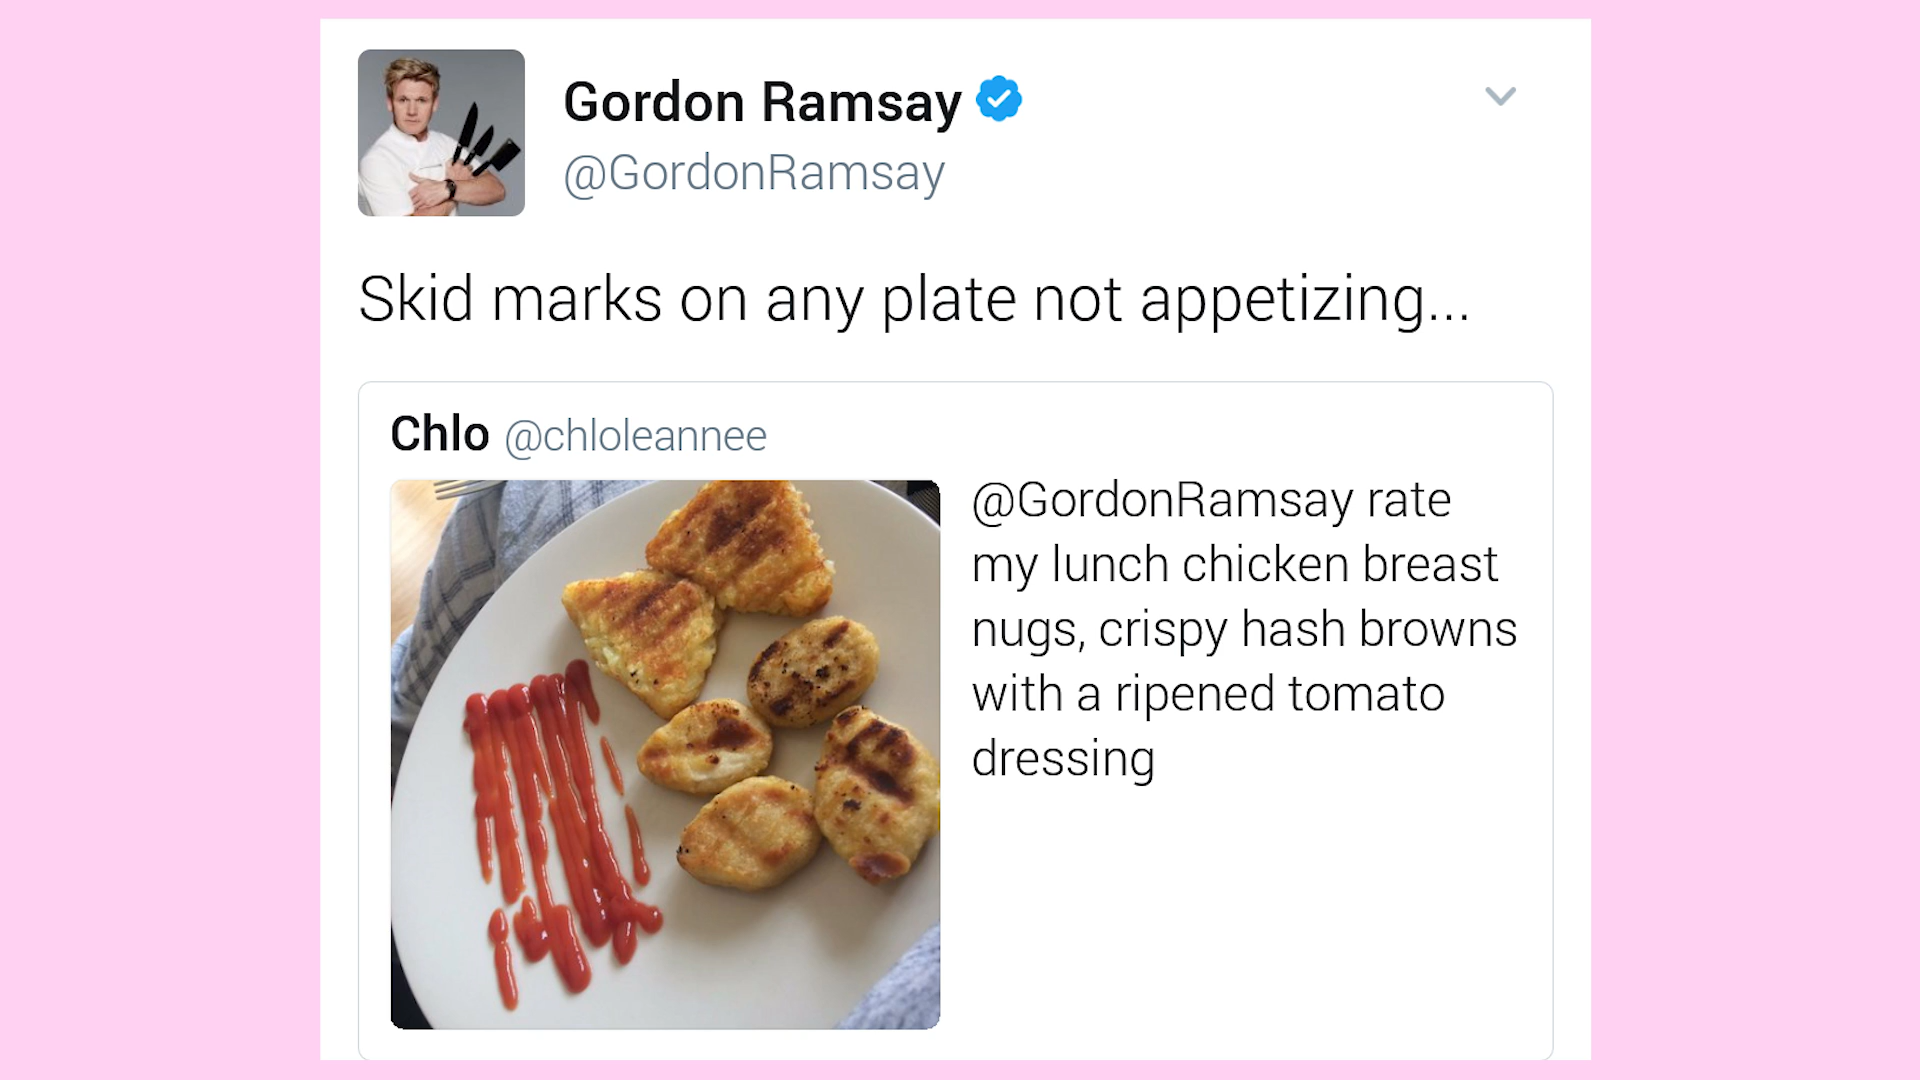 Gordon Ramsay
@GordonRamsay
Skid marks on any plate not appetizing...
Chlo @chloleannee
@GordonRamsay rate
my lunch chicken breast
nugs, crispy hash browns
with a ripened tomato
dressing